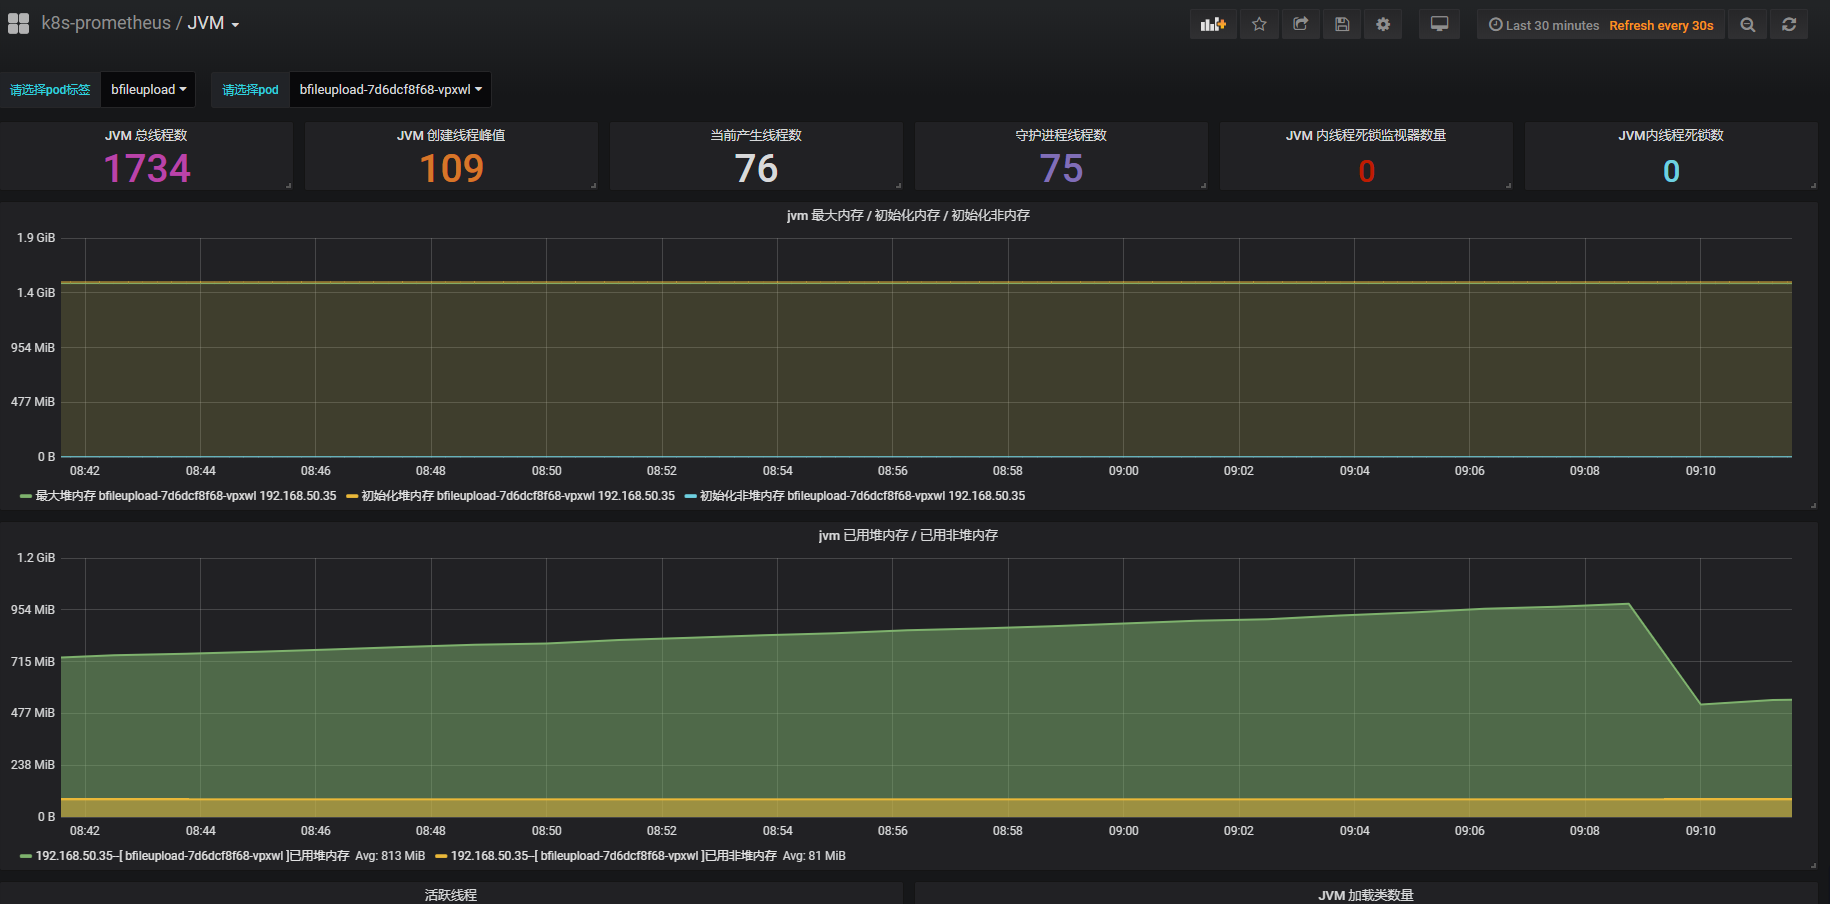 k8s-prometheus / JVM
Last 30 minutes Refresh every 30s
请选择pod标签 bfileupload 请选择pod bfileupload-7d6dcf8f68-vpxwl
JVM 总线程数 JVM 创建线程峰值 当前产生线程数 守护进程线程数 JVM 内线程死锁监视器数量 JVM内线程死锁数
1734 109 76 75 0 0
jvm 最大内存 / 初始化内存 / 初始化非内存
1.9 GiB
1.4 GiB
954 MiB
477 MiB
0 B
08:42 08:44 08:46 08:48 08:50 08:52 08:54 08:56 08:58 09:00 09:02 09:04 09:06 09:08 09:10
最大堆内存 bfileupload-7d6dcf8f68-vpxwl 192.168.50.35 初始化堆内存 bfileupload-7d6dcf8f68-vpxwl 192.168.50.35 初始化非堆内存 bfileupload-7d6dcf8f68-vpxwl 192.168.50.35
jvm 已用堆内存 / 已用非堆内存
1.2 GiB
954 MiB
715 MiB
477 MiB
238 MiB
0 B
08:42 08:44 08:46 08:48 08:50 08:52 08:54 08:56 08:58 09:00 09:02 09:04 09:06 09:08 09:10
192.168.50.35--[ bfileupload-7d6dcf8f68-vpxwl ]已用堆内存 Avg: 813 MiB 192.168.50.35--[ bfileupload-7d6dcf8f68-vpxwl ]已用非堆内存 Avg: 81 MiB
活跃线程 JVM 加载类数量